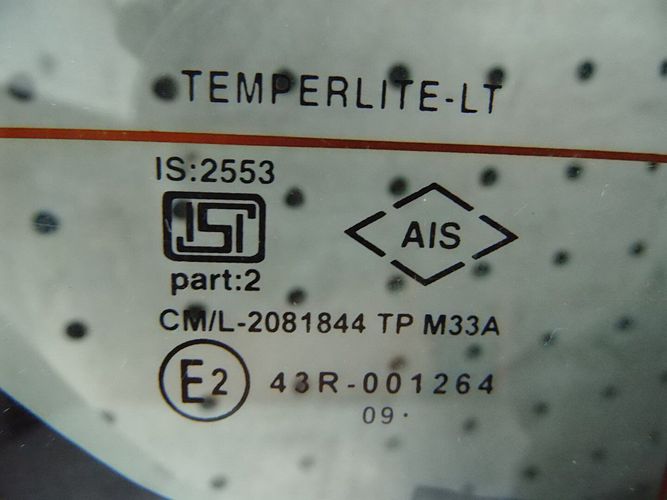 TEMPERLITE-LT
IS:2553
ISI
AIS
part:2
CM/L-2081844 TP M33A
E2 43R-001264
09 ·